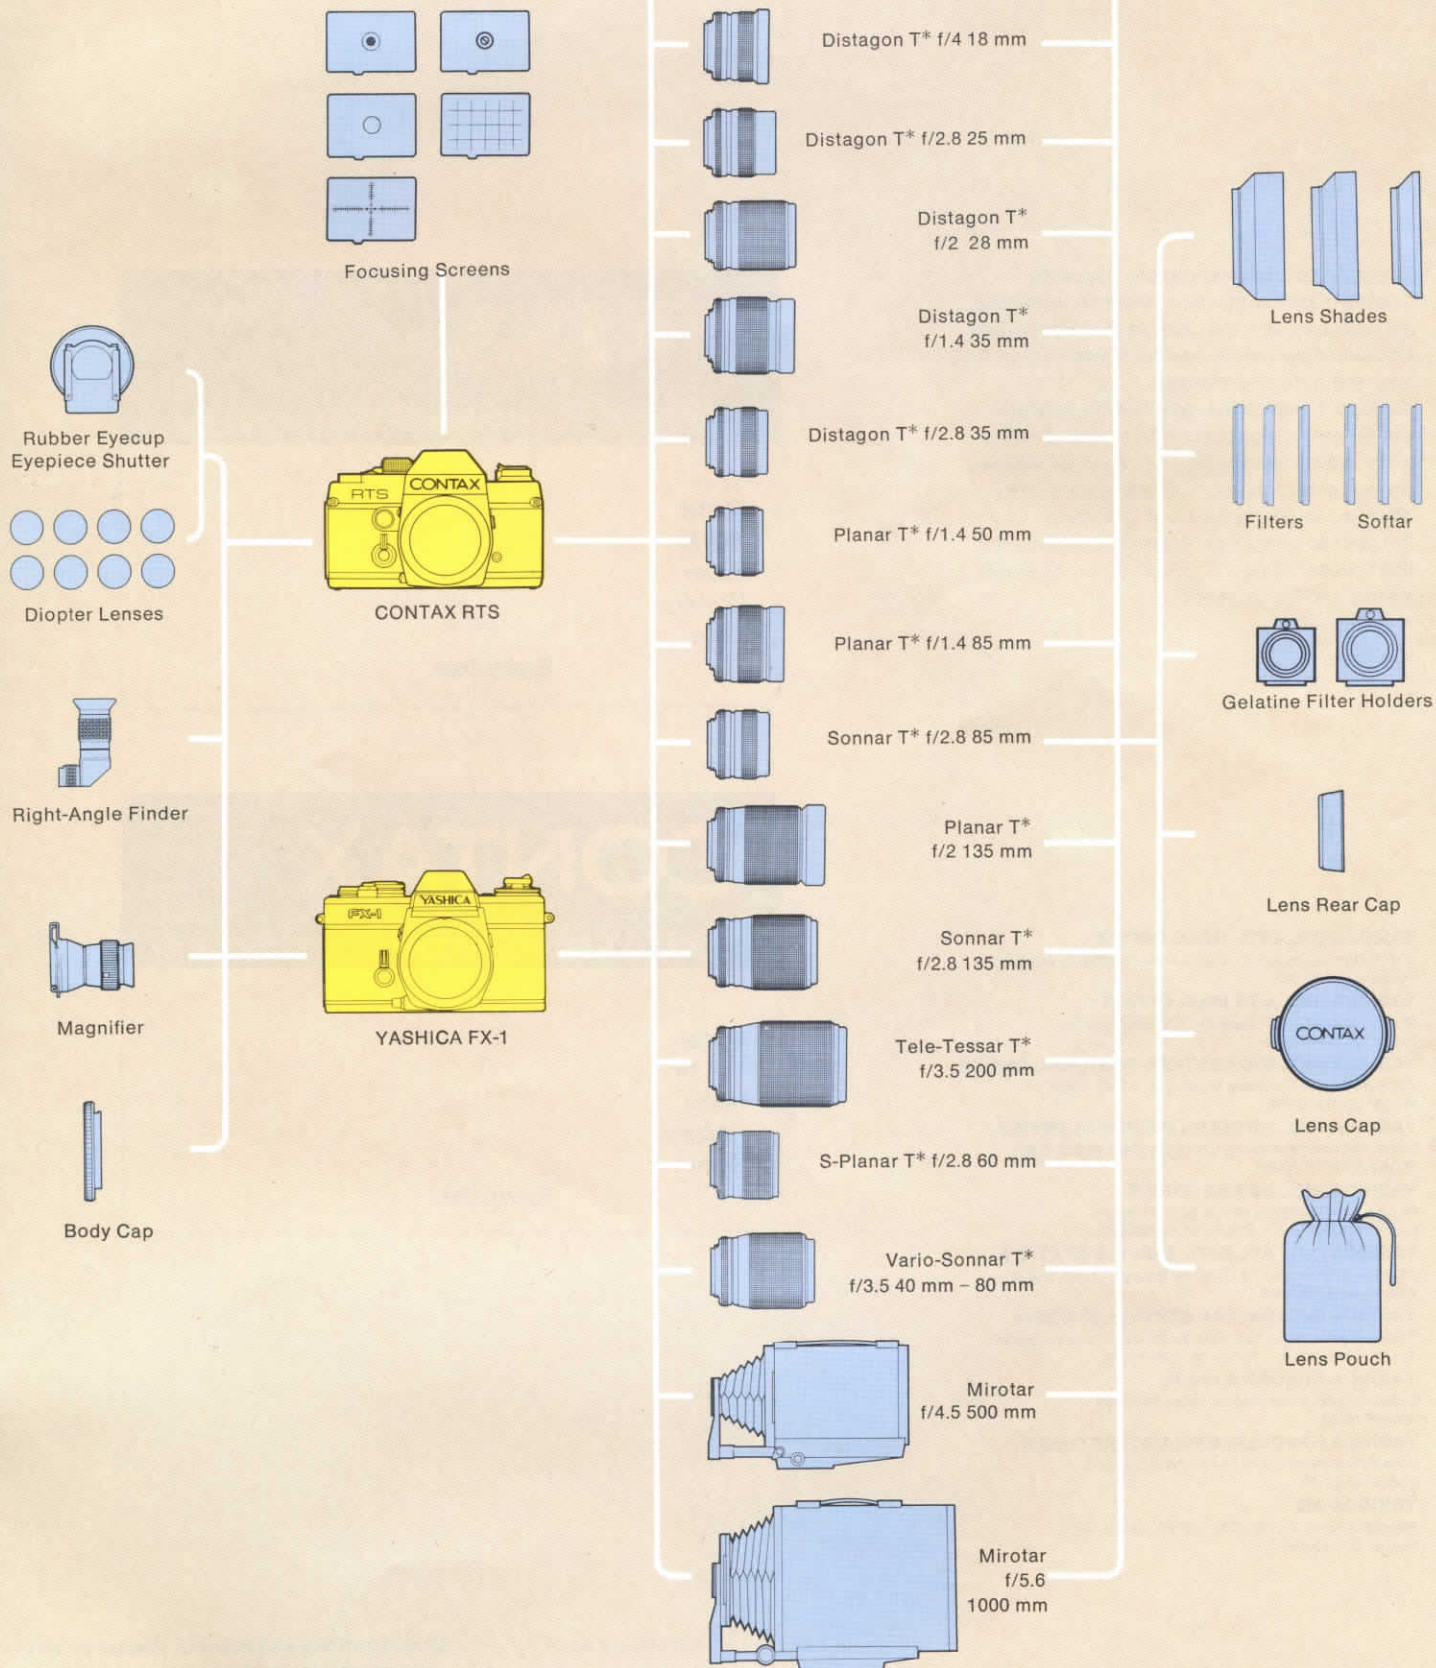 Focusing Screens
Rubber Eyecup
Eyepiece Shutter
Diopter Lenses
Right-Angle Finder
Magnifier
Body Cap
RTS
CONTAX
CONTAX RTS
FX-1
YASHICA
YASHICA FX-1
Distagon T* f/4 18 mm
Distagon T* f/2.8 25 mm
Distagon T*
f/2 28 mm
Distagon T*
f/1.4 35 mm
Distagon T* f/2.8 35 mm
Planar T* f/1.4 50 mm
Planar T* f/1.4 85 mm
Sonnar T* f/2.8 85 mm
Planar T*
f/2 135 mm
Sonnar T*
f/2.8 135 mm
Tele-Tessar T*
f/3.5 200 mm
S-Planar T* f/2.8 60 mm
Vario-Sonnar T*
f/3.5 40 mm – 80 mm
Mirotar
f/4.5 500 mm
Mirotar
f/5.6
1000 mm
Lens Shades
Filters
Softar
Gelatine Filter Holders
Lens Rear Cap
CONTAX
Lens Cap
Lens Pouch